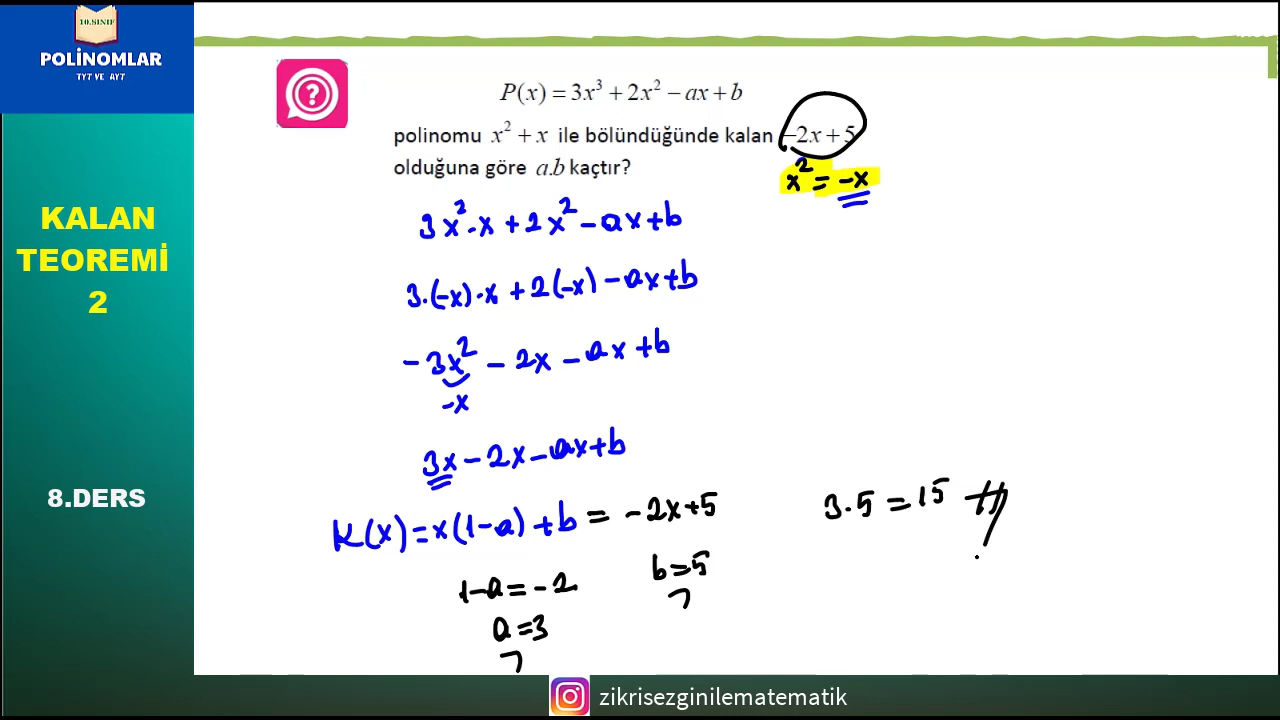 10.SINIF
POLİNOMLAR
TYT VE AYT
KALAN
TEOREMİ
2
8.DERS
?
P(x) = 3x³ + 2x² − ax + b
polinomu x² + x ile bölündüğünde kalan −2x + 5
olduğuna göre a.b kaçtır?
x² = −x
3x² · x + 2x² − ax + b
3·(−x)·x + 2(−x) − ax + b
−3x² − 2x − ax + b
−x
3x − 2x − ax + b
K(x) = x(1−a) + b = −2x + 5
1−a = −2
a = 3
b = 5
3·5 = 15
zikrisezginilematematik